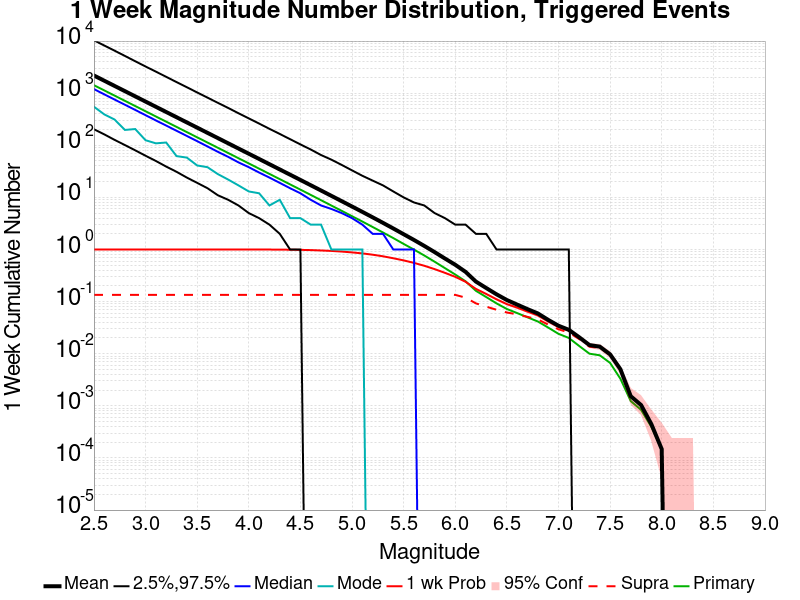 1 Week Magnitude Number Distribution, Triggered Events
1 Week Cumulative Number
10^4
10^3
10^2
10^1
10^0
10^-1
10^-2
10^-3
10^-4
10^-5
2.5 3.0 3.5 4.0 4.5 5.0 5.5 6.0 6.5 7.0 7.5 8.0 8.5 9.0
Magnitude
Mean 2.5%,97.5% Median Mode 1 wk Prob 95% Conf Supra Primary